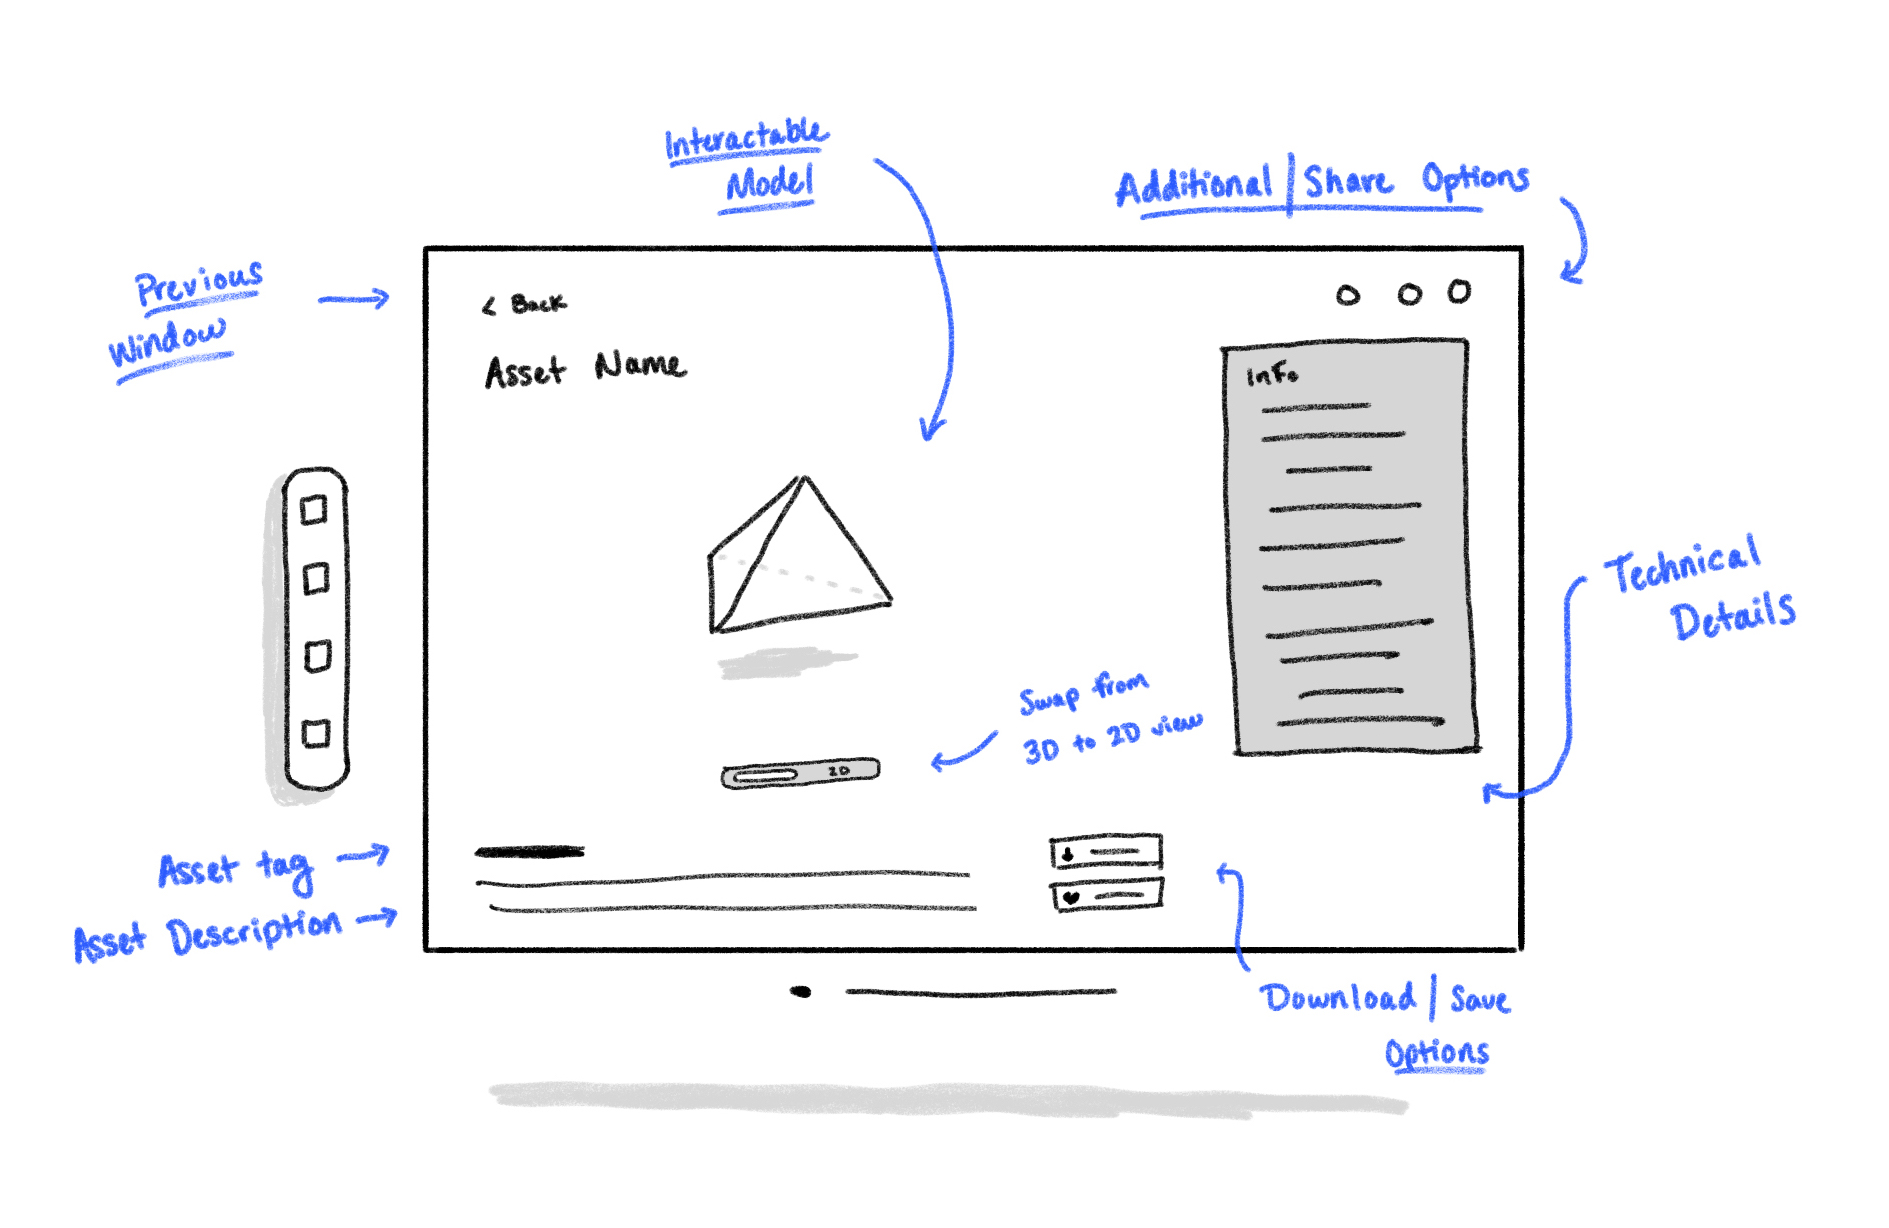 Interactable
Model
Additional | Share Options
Previous
Window
< Back
Asset Name
Info
Technical
Details
Swap from
3D to 2D view
2D
Asset tag
Asset Description
Download / Save
Options